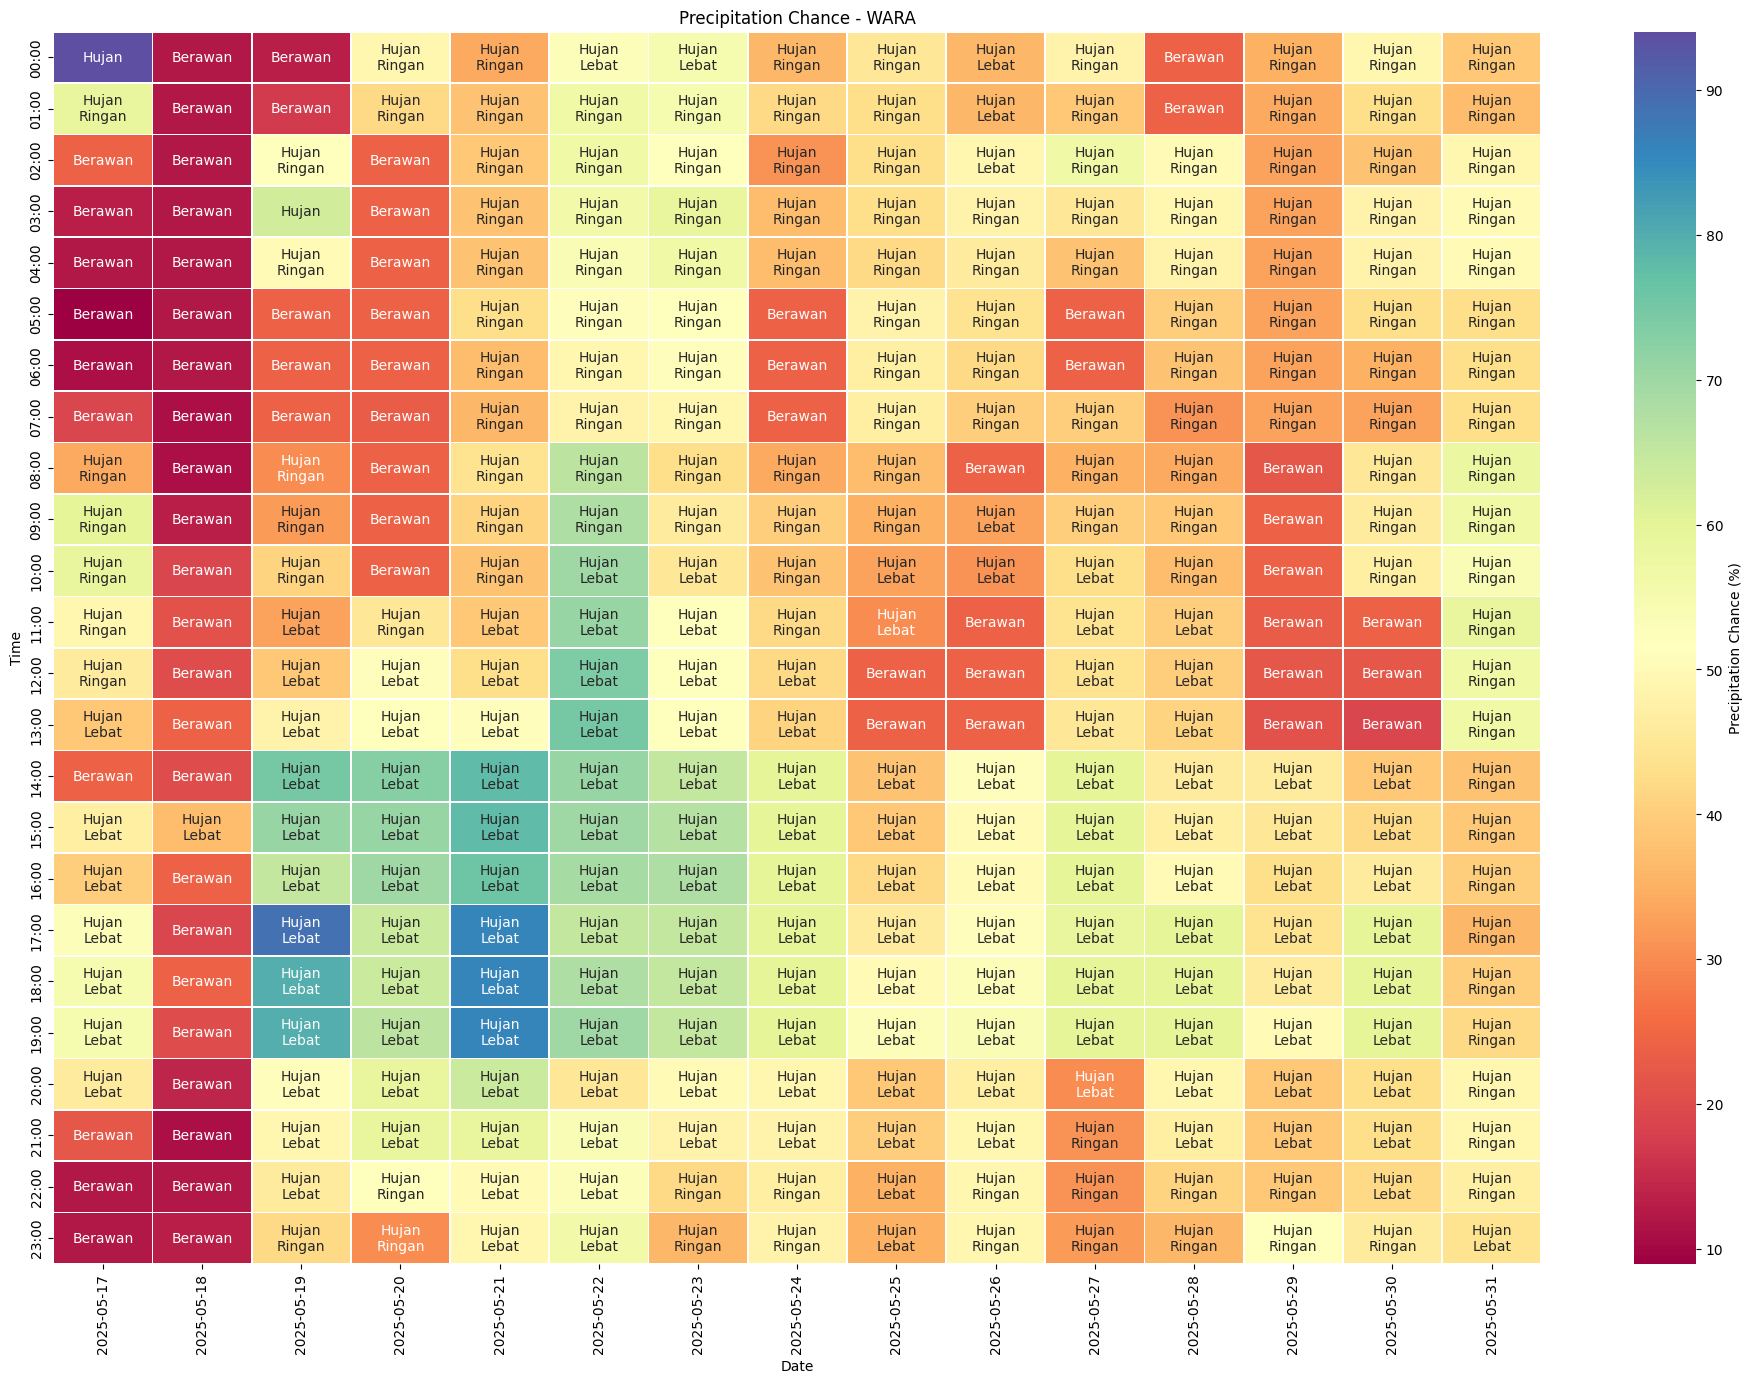 Precipitation Chance - WARA
00:00 Hujan Berawan Berawan Hujan Ringan Hujan Ringan Hujan Lebat Hujan Lebat Hujan Ringan Hujan Ringan Hujan Lebat Hujan Ringan Berawan Hujan Ringan Hujan Ringan Hujan Ringan
01:00 Hujan Ringan Berawan Berawan Hujan Ringan Hujan Ringan Hujan Ringan Hujan Ringan Hujan Ringan Hujan Ringan Hujan Lebat Hujan Ringan Berawan Hujan Ringan Hujan Ringan Hujan Ringan
02:00 Berawan Berawan Hujan Ringan Berawan Hujan Ringan Hujan Ringan Hujan Ringan Hujan Ringan Hujan Ringan Hujan Lebat Hujan Ringan Hujan Ringan Hujan Ringan Hujan Ringan Hujan Ringan
03:00 Berawan Berawan Hujan Berawan Hujan Ringan Hujan Ringan Hujan Ringan Hujan Ringan Hujan Ringan Hujan Ringan Hujan Ringan Hujan Ringan Hujan Ringan Hujan Ringan Hujan Ringan
04:00 Berawan Berawan Hujan Ringan Berawan Hujan Ringan Hujan Ringan Hujan Ringan Hujan Ringan Hujan Ringan Hujan Ringan Hujan Ringan Hujan Ringan Hujan Ringan Hujan Ringan Hujan Ringan
05:00 Berawan Berawan Berawan Berawan Hujan Ringan Hujan Ringan Hujan Ringan Berawan Hujan Ringan Hujan Ringan Berawan Hujan Ringan Hujan Ringan Hujan Ringan Hujan Ringan
06:00 Berawan Berawan Berawan Berawan Hujan Ringan Hujan Ringan Hujan Ringan Berawan Hujan Ringan Hujan Ringan Berawan Hujan Ringan Hujan Ringan Hujan Ringan Hujan Ringan
07:00 Berawan Berawan Berawan Berawan Hujan Ringan Hujan Ringan Hujan Ringan Berawan Hujan Ringan Hujan Ringan Hujan Ringan Hujan Ringan Hujan Ringan Hujan Ringan Hujan Ringan
08:00 Hujan Ringan Berawan Hujan Ringan Berawan Hujan Ringan Hujan Ringan Hujan Ringan Hujan Ringan Hujan Ringan Berawan Hujan Ringan Hujan Ringan Berawan Hujan Ringan Hujan Ringan
09:00 Hujan Ringan Berawan Hujan Ringan Berawan Hujan Ringan Hujan Ringan Hujan Ringan Hujan Ringan Hujan Ringan Hujan Lebat Hujan Ringan Hujan Ringan Berawan Hujan Ringan Hujan Ringan
10:00 Hujan Ringan Berawan Hujan Ringan Berawan Hujan Ringan Hujan Lebat Hujan Lebat Hujan Ringan Hujan Lebat Hujan Lebat Hujan Lebat Hujan Ringan Berawan Hujan Ringan Hujan Ringan
11:00 Hujan Ringan Berawan Hujan Lebat Hujan Ringan Hujan Lebat Hujan Lebat Hujan Lebat Hujan Ringan Hujan Lebat Berawan Hujan Lebat Hujan Lebat Berawan Berawan Hujan Ringan
12:00 Hujan Ringan Berawan Hujan Lebat Hujan Lebat Hujan Lebat Hujan Lebat Hujan Lebat Hujan Lebat Berawan Berawan Hujan Lebat Hujan Lebat Berawan Berawan Hujan Ringan
13:00 Hujan Lebat Berawan Hujan Lebat Hujan Lebat Hujan Lebat Hujan Lebat Hujan Lebat Hujan Lebat Berawan Berawan Hujan Lebat Hujan Lebat Berawan Berawan Hujan Ringan
14:00 Berawan Berawan Hujan Lebat Hujan Lebat Hujan Lebat Hujan Lebat Hujan Lebat Hujan Lebat Hujan Lebat Hujan Lebat Hujan Lebat Hujan Lebat Hujan Lebat Hujan Lebat Hujan Ringan
15:00 Hujan Lebat Hujan Lebat Hujan Lebat Hujan Lebat Hujan Lebat Hujan Lebat Hujan Lebat Hujan Lebat Hujan Lebat Hujan Lebat Hujan Lebat Hujan Lebat Hujan Lebat Hujan Lebat Hujan Ringan
16:00 Hujan Lebat Berawan Hujan Lebat Hujan Lebat Hujan Lebat Hujan Lebat Hujan Lebat Hujan Lebat Hujan Lebat Hujan Lebat Hujan Lebat Hujan Lebat Hujan Lebat Hujan Lebat Hujan Ringan
17:00 Hujan Lebat Berawan Hujan Lebat Hujan Lebat Hujan Lebat Hujan Lebat Hujan Lebat Hujan Lebat Hujan Lebat Hujan Lebat Hujan Lebat Hujan Lebat Hujan Lebat Hujan Lebat Hujan Ringan
18:00 Hujan Lebat Berawan Hujan Lebat Hujan Lebat Hujan Lebat Hujan Lebat Hujan Lebat Hujan Lebat Hujan Lebat Hujan Lebat Hujan Lebat Hujan Lebat Hujan Lebat Hujan Lebat Hujan Ringan
19:00 Hujan Lebat Berawan Hujan Lebat Hujan Lebat Hujan Lebat Hujan Lebat Hujan Lebat Hujan Lebat Hujan Lebat Hujan Lebat Hujan Lebat Hujan Lebat Hujan Lebat Hujan Lebat Hujan Ringan
20:00 Hujan Lebat Berawan Hujan Lebat Hujan Lebat Hujan Lebat Hujan Lebat Hujan Lebat Hujan Lebat Hujan Lebat Hujan Lebat Hujan Lebat Hujan Lebat Hujan Lebat Hujan Lebat Hujan Ringan
21:00 Berawan Berawan Hujan Lebat Hujan Lebat Hujan Lebat Hujan Lebat Hujan Lebat Hujan Lebat Hujan Lebat Hujan Lebat Hujan Ringan Hujan Lebat Hujan Lebat Hujan Lebat Hujan Ringan
22:00 Berawan Berawan Hujan Lebat Hujan Ringan Hujan Lebat Hujan Lebat Hujan Ringan Hujan Ringan Hujan Lebat Hujan Ringan Hujan Ringan Hujan Ringan Hujan Ringan Hujan Lebat Hujan Ringan
23:00 Berawan Berawan Hujan Ringan Hujan Ringan Hujan Lebat Hujan Lebat Hujan Ringan Hujan Ringan Hujan Lebat Hujan Ringan Hujan Ringan Hujan Ringan Hujan Ringan Hujan Ringan Hujan Lebat
Time
2025-05-17 2025-05-18 2025-05-19 2025-05-20 2025-05-21 2025-05-22 2025-05-23 2025-05-24 2025-05-25 2025-05-26 2025-05-27 2025-05-28 2025-05-29 2025-05-30 2025-05-31
Date
90
80
70
60
50
40
30
20
10
Precipitation Chance (%)